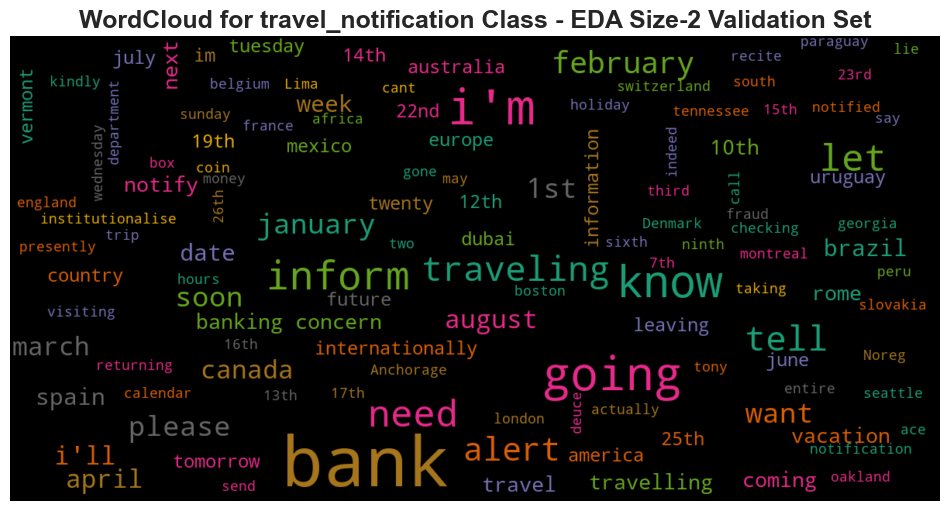 WordCloud for travel_notification Class - EDA Size-2 Validation Set
july im tuesday 14th australia february paraguay lie
next kindly belgium Lima cant i'm switzerland recite south 23rd
vermont department sunday france africa week 22nd holiday tennessee 15th notified say
wednesday box coin 19th mexico europe information indeed 10th let
notify money gone may 1st third call uruguay
england institutionalise 26th twenty 12th Denmark fraud checking georgia
presently trip january two dubai sixth ninth montreal brazil
country date hours inform traveling boston 7th know taking rome peru
visiting soon future banking concern august leaving tell slovakia
march returning 16th internationally june Noreg
canada Anchorage going tony entire seattle
spain calendar 13th 17th need london deuce actually want ace
please bank alert america 25th vacation notification
i'll april tomorrow send travel travelling coming oakland